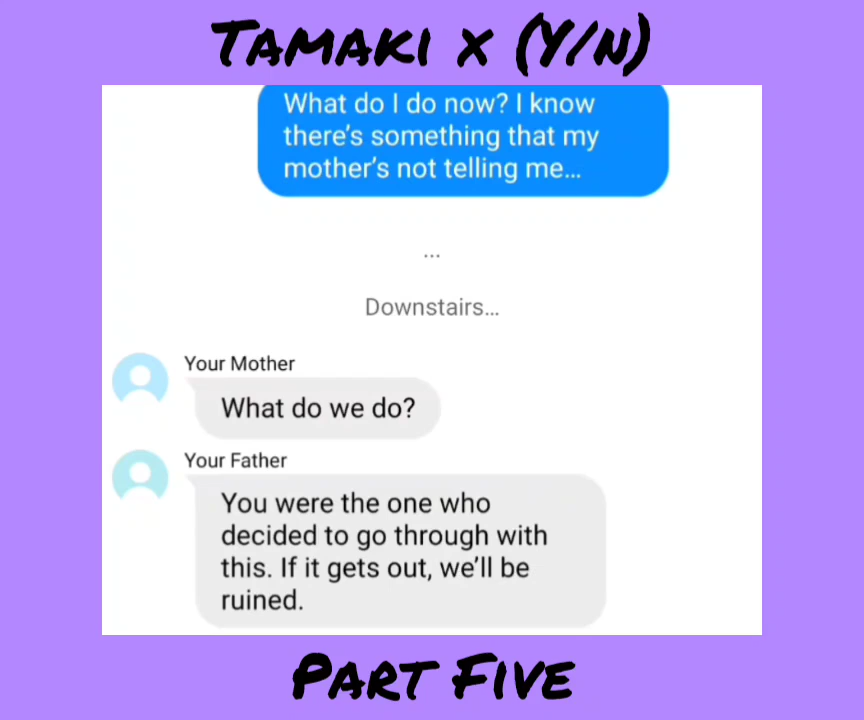 TAMAKI X (Y/N)
What do I do now? I know
there's something that my
mother's not telling me...
...
Downstairs...
Your Mother
What do we do?
Your Father
You were the one who
decided to go through with
this. If it gets out, we'll be
ruined.
PART FIVE